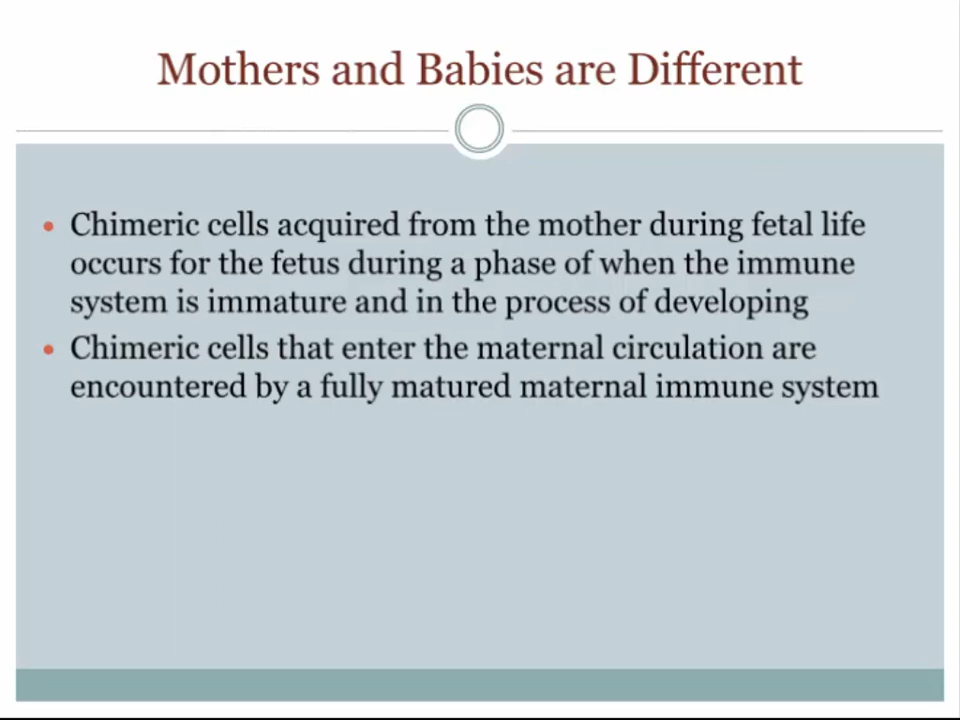 Mothers and Babies are Different
• Chimeric cells acquired from the mother during fetal life
occurs for the fetus during a phase of when the immune
system is immature and in the process of developing
• Chimeric cells that enter the maternal circulation are
encountered by a fully matured maternal immune system